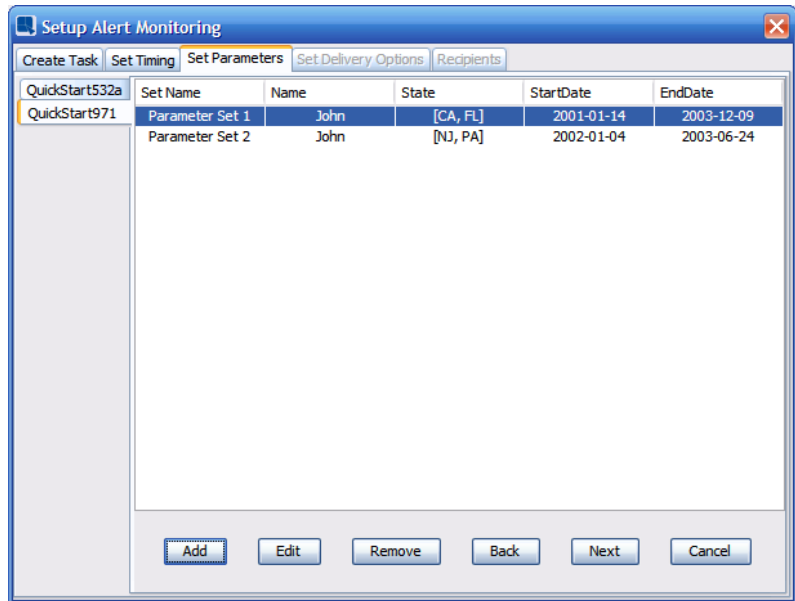 Setup Alert Monitoring
Create Task Set Timing Set Parameters Set Delivery Options Recipients
QuickStart532a
QuickStart971
Set Name Name State StartDate EndDate
Parameter Set 1 John [CA, FL] 2001-01-14 2003-12-09
Parameter Set 2 John [NJ, PA] 2002-01-04 2003-06-24
Add Edit Remove Back Next Cancel